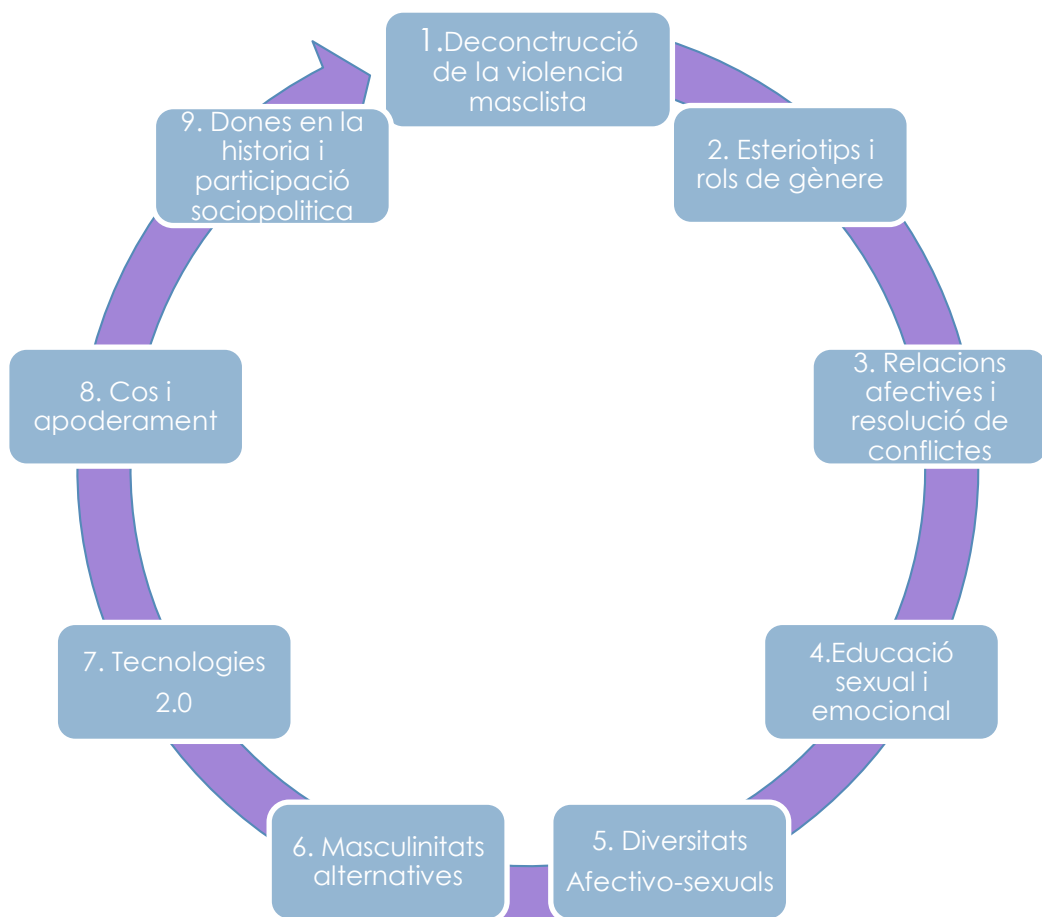 1.Deconctrucció
de la violencia
masclista
2. Esteriotips i
rols de gènere
3. Relacions
afectives i
resolució de
conflictes
4.Educació
sexual i
emocional
5. Diversitats
Afectivo-sexuals
6. Masculinitats
alternatives
7. Tecnologies
2.0
8. Cos i
apoderament
9. Dones en la
historia i
participació
sociopolitica